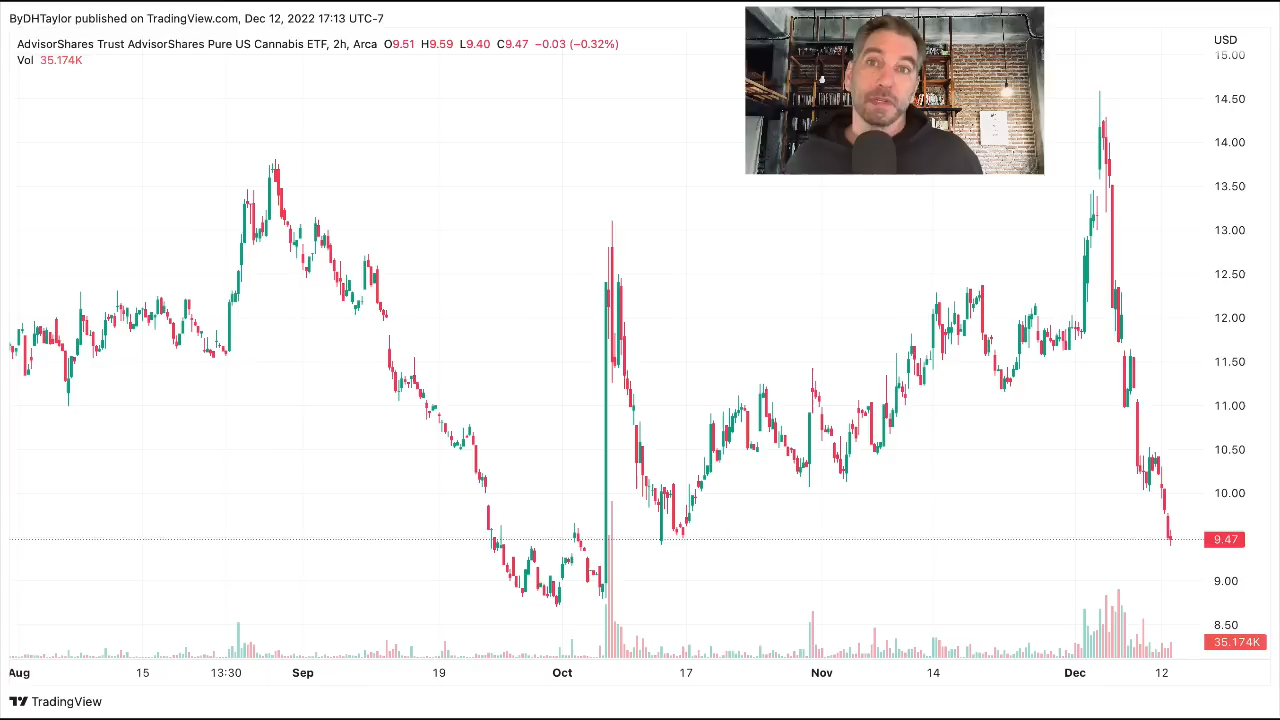 ByDHTaylor published on TradingView.com, Dec 12, 17:13 UTC-7
AdvisorShares Trust AdvisorShares Pure US Cannabis ETF, 2h, Arca O9.51 H9.59 L9.40 C9.47 −0.03 (−0.32%)
Vol 35.174K
USD
15.00
14.50
14.00
13.50
13.00
12.50
12.00
11.50
11.00
10.50
10.00
9.47
9.00
8.50
35.174K
Aug 15 13:30 Sep 19 Oct 17 Nov 14 Dec 12
TradingView